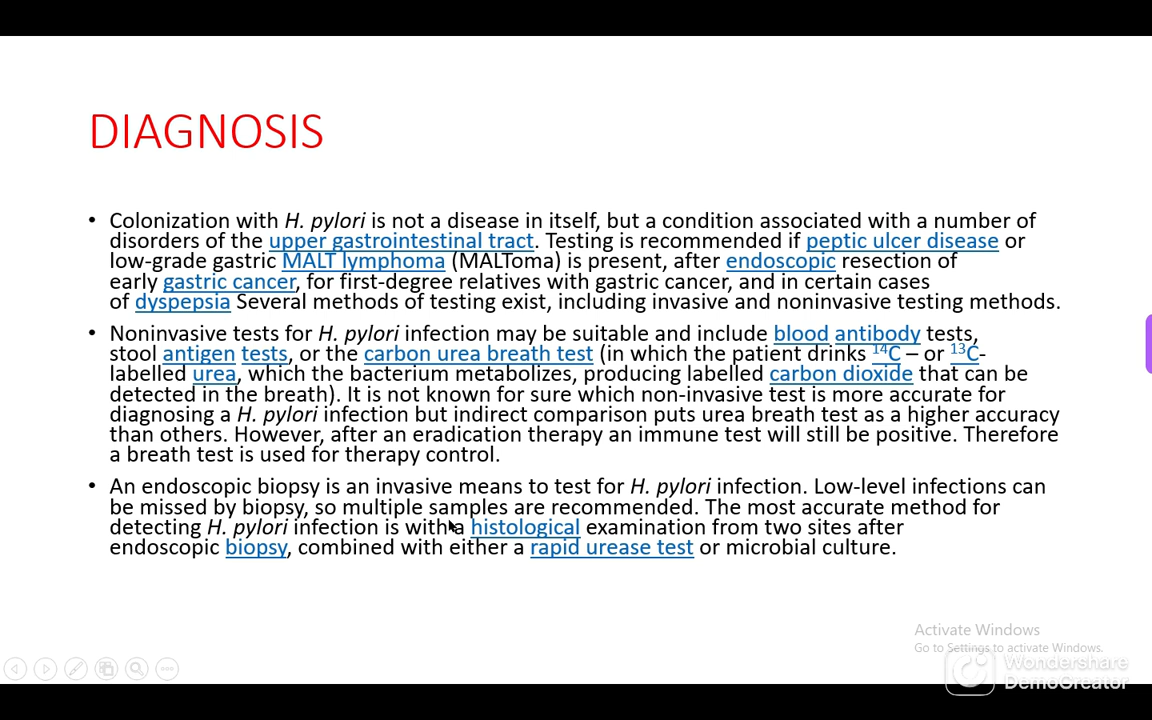 DIAGNOSIS
• Colonization with H. pylori is not a disease in itself, but a condition associated with a number of
disorders of the upper gastrointestinal tract. Testing is recommended if peptic ulcer disease or
low-grade gastric MALT lymphoma (MALToma) is present, after endoscopic resection of
early gastric cancer, for first-degree relatives with gastric cancer, and in certain cases
of dyspepsia Several methods of testing exist, including invasive and noninvasive testing methods.
• Noninvasive tests for H. pylori infection may be suitable and include blood antibody tests,
stool antigen tests, or the carbon urea breath test (in which the patient drinks ¹⁴C – or ¹³C-
labelled urea, which the bacterium metabolizes, producing labelled carbon dioxide that can be
detected in the breath). It is not known for sure which non-invasive test is more accurate for
diagnosing a H. pylori infection but indirect comparison puts urea breath test as a higher accuracy
than others. However, after an eradication therapy an immune test will still be positive. Therefore
a breath test is used for therapy control.
• An endoscopic biopsy is an invasive means to test for H. pylori infection. Low-level infections can
be missed by biopsy, so multiple samples are recommended. The most accurate method for
detecting H. pylori infection is with a histological examination from two sites after
endoscopic biopsy, combined with either a rapid urease test or microbial culture.
Activate Windows
Go to Settings to activate Windows.
Wondershare
DemoCreator